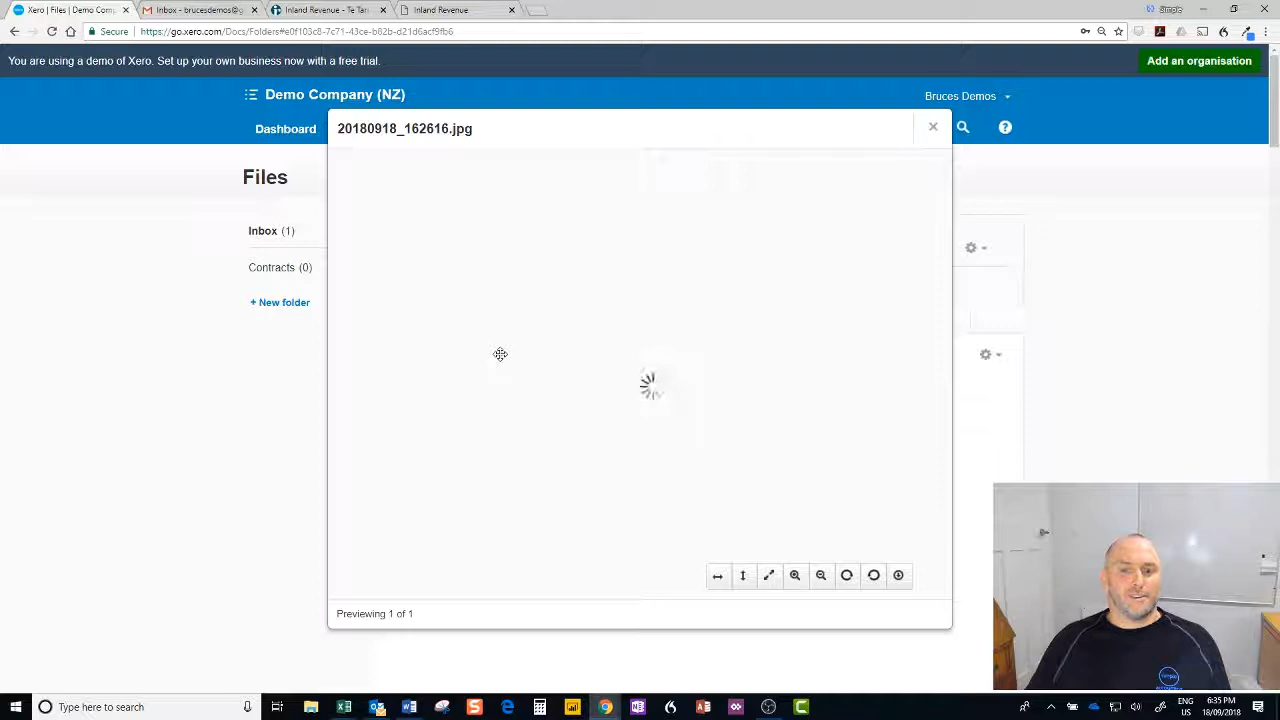 Xero | Files | Demo Comp
Inbox - brucesdemos@g
Inland Revenue - Te Tar
Inland Revenue
Secure
https://go.xero.com/Docs/Folders#e0f103c8-7c71-43ce-b82b-d21d6acf9fb6
You are using a demo of Xero. Set up your own business now with a free trial.
Add an organisation
Demo Company (NZ)
Bruces Demos
Dashboard
20180918_162616.jpg
Files
Inbox (1)
Contracts (0)
+ New folder
Previewing 1 of 1
Type here to search
ENG
US
6:35 PM
18/09/2018